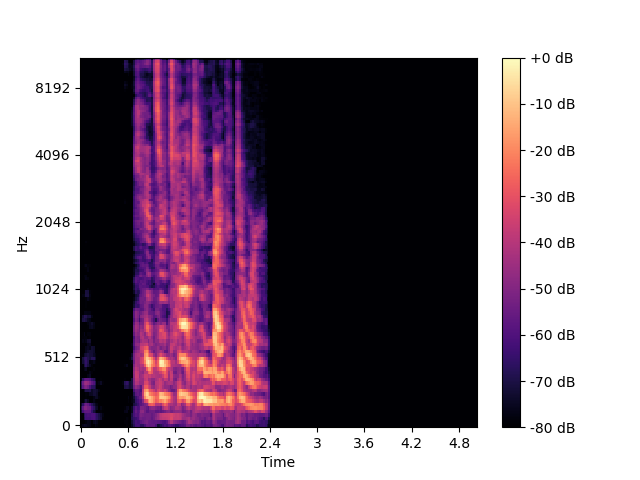 8192
4096
2048
1024
512
0
Hz
0 0.6 1.2 1.8 2.4 3 3.6 4.2 4.8
Time
+0 dB
-10 dB
-20 dB
-30 dB
-40 dB
-50 dB
-60 dB
-70 dB
-80 dB